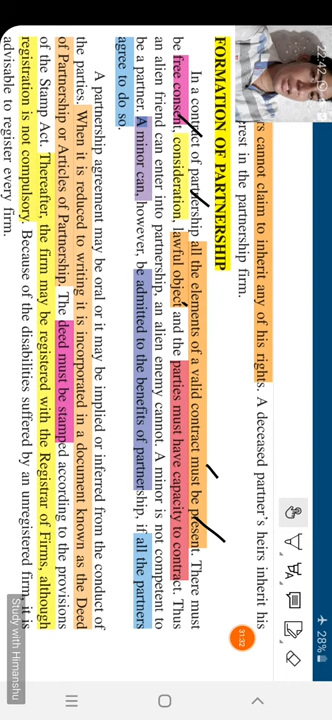 22:42
28%
rs cannot claim to inherit any of his rights. A deceased partner's heirs inherit his
rest in the partnership firm.
31:32
FORMATION OF PARTNERSHIP
In a contract of partnership all the elements of a valid contract must be present. There must
be free consent, consideration, lawful object and the parties must have capacity to contract. Thus
an alien friend can enter into partnership, an alien enemy cannot. A minor is not competent to
be a partner. A minor can, however, be admitted to the benefits of partnership, if all the partners
agree to do so.
A partnership agreement may be oral or it may be implied or inferred from the conduct of
the parties. When it is reduced to writing it is incorporated in a document known as the Deed
of Partnership or Articles of Partnership. The deed must be stamped according to the provisions
of the Stamp Act. Thereafter, the firm may be registered with the Registrar of Firms, although
registration is not compulsory. Because of the disabilities suffered by an unregistered firm, it is
advisable to register every firm.
Study with Himanshu